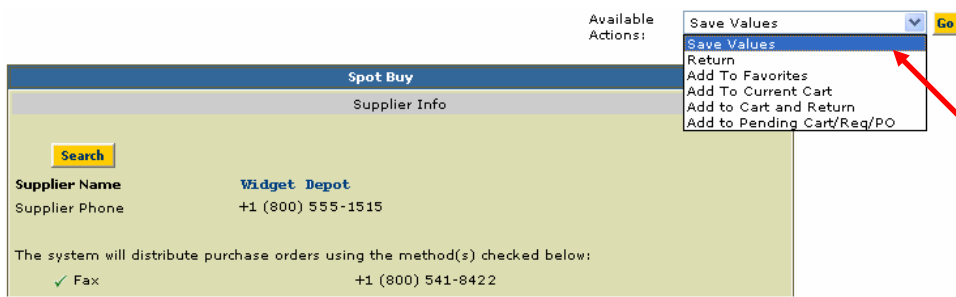 Available Actions:
Save Values
Go
Save Values
Return
Add To Favorites
Add To Current Cart
Add to Cart and Return
Add to Pending Cart/Req/PO
Spot Buy
Supplier Info
Search
Supplier Name Widget Depot
Supplier Phone +1 (800) 555-1515
The system will distribute purchase orders using the method(s) checked below:
✓ Fax +1 (800) 541-8422